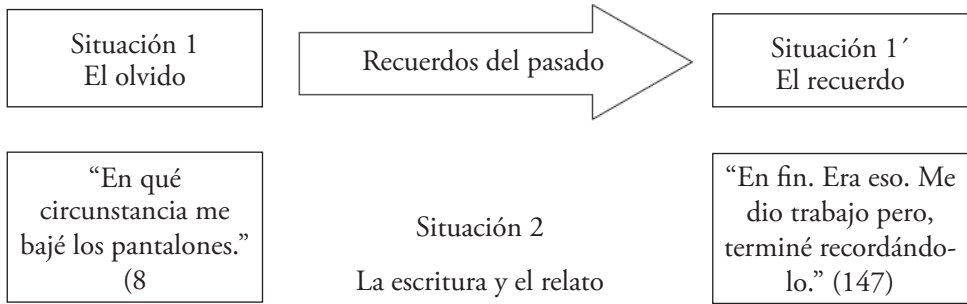 Situación 1
El olvido
Recuerdos del pasado
Situación 1´
El recuerdo
“En qué
circunstancia me
bajé los pantalones.”
(8
Situación 2
La escritura y el relato
“En fin. Era eso. Me
dio trabajo pero,
terminé recordándo-
lo.” (147)